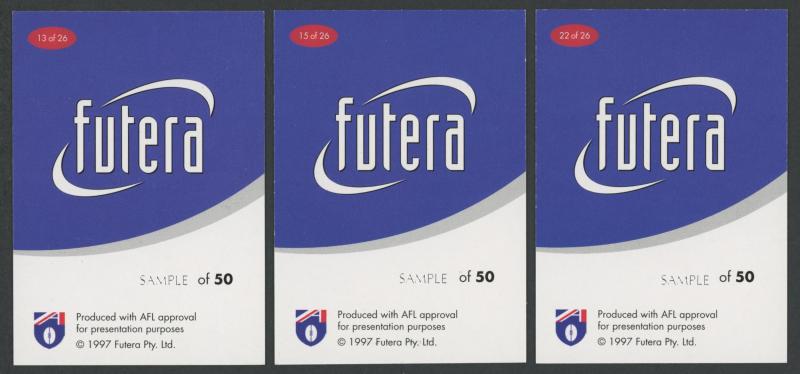 13 of 26
futera
SAMPLE of 50
Produced with AFL approval
for presentation purposes
© 1997 Futera Pty. Ltd.
15 of 26
futera
SAMPLE of 50
Produced with AFL approval
for presentation purposes
© 1997 Futera Pty. Ltd.
22 of 26
futera
SAMPLE of 50
Produced with AFL approval
for presentation purposes
© 1997 Futera Pty. Ltd.